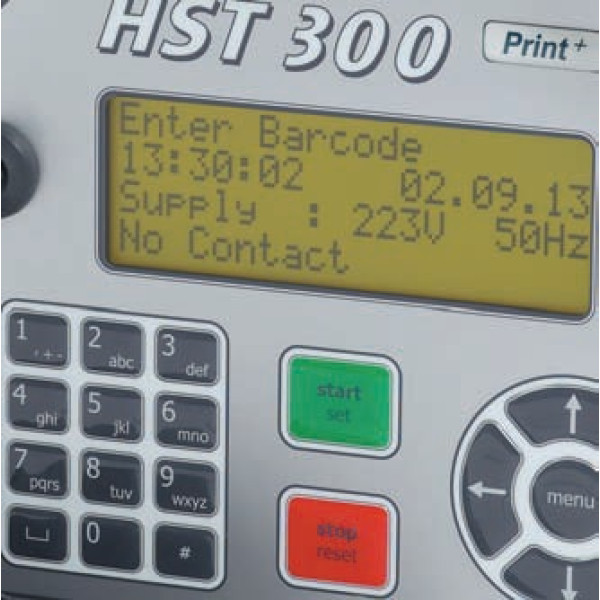 HST 300 Print+
Enter Barcode
13:30:02 02.09.13
Supply : 223V 50Hz
No Contact
1 ,+-
2 abc
3 def
4 ghi
5 jkl
6 mno
7 pqrs
8 tuv
9 wxyz
0
#
start
set
stop
reset
menu